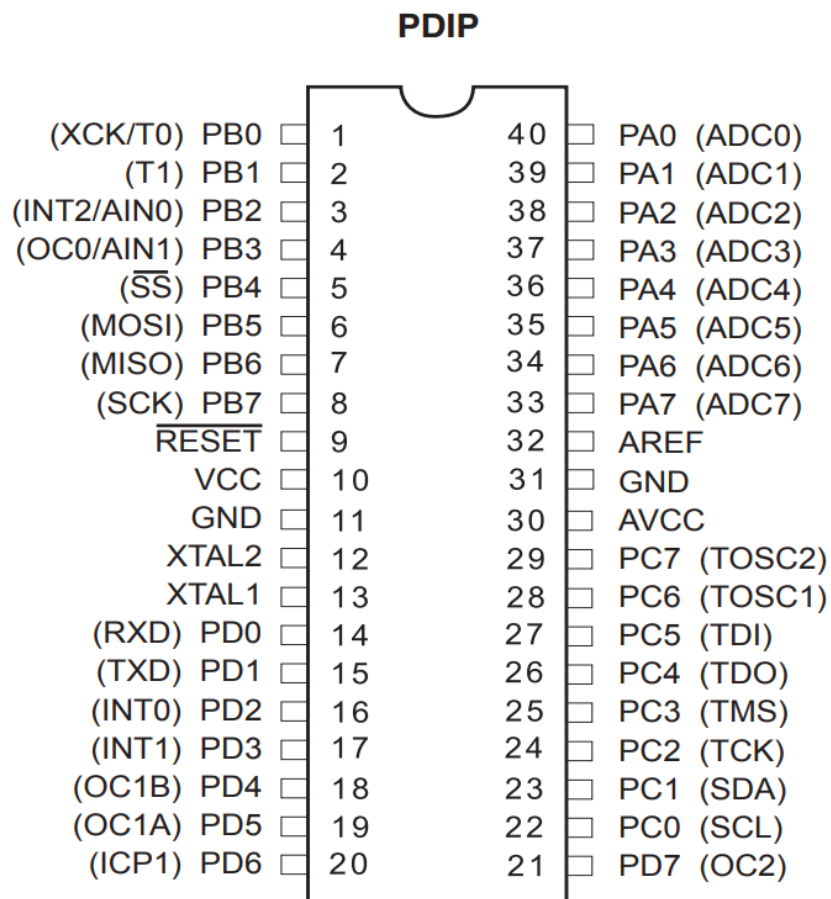 PDIP
(XCK/T0) PB0 1 40 PA0 (ADC0)
(T1) PB1 2 39 PA1 (ADC1)
(INT2/AIN0) PB2 3 38 PA2 (ADC2)
(OC0/AIN1) PB3 4 37 PA3 (ADC3)
(S̅S̅) PB4 5 36 PA4 (ADC4)
(MOSI) PB5 6 35 PA5 (ADC5)
(MISO) PB6 7 34 PA6 (ADC6)
(SCK) PB7 8 33 PA7 (ADC7)
R̅E̅S̅E̅T̅ 9 32 AREF
VCC 10 31 GND
GND 11 30 AVCC
XTAL2 12 29 PC7 (TOSC2)
XTAL1 13 28 PC6 (TOSC1)
(RXD) PD0 14 27 PC5 (TDI)
(TXD) PD1 15 26 PC4 (TDO)
(INT0) PD2 16 25 PC3 (TMS)
(INT1) PD3 17 24 PC2 (TCK)
(OC1B) PD4 18 23 PC1 (SDA)
(OC1A) PD5 19 22 PC0 (SCL)
(ICP1) PD6 20 21 PD7 (OC2)